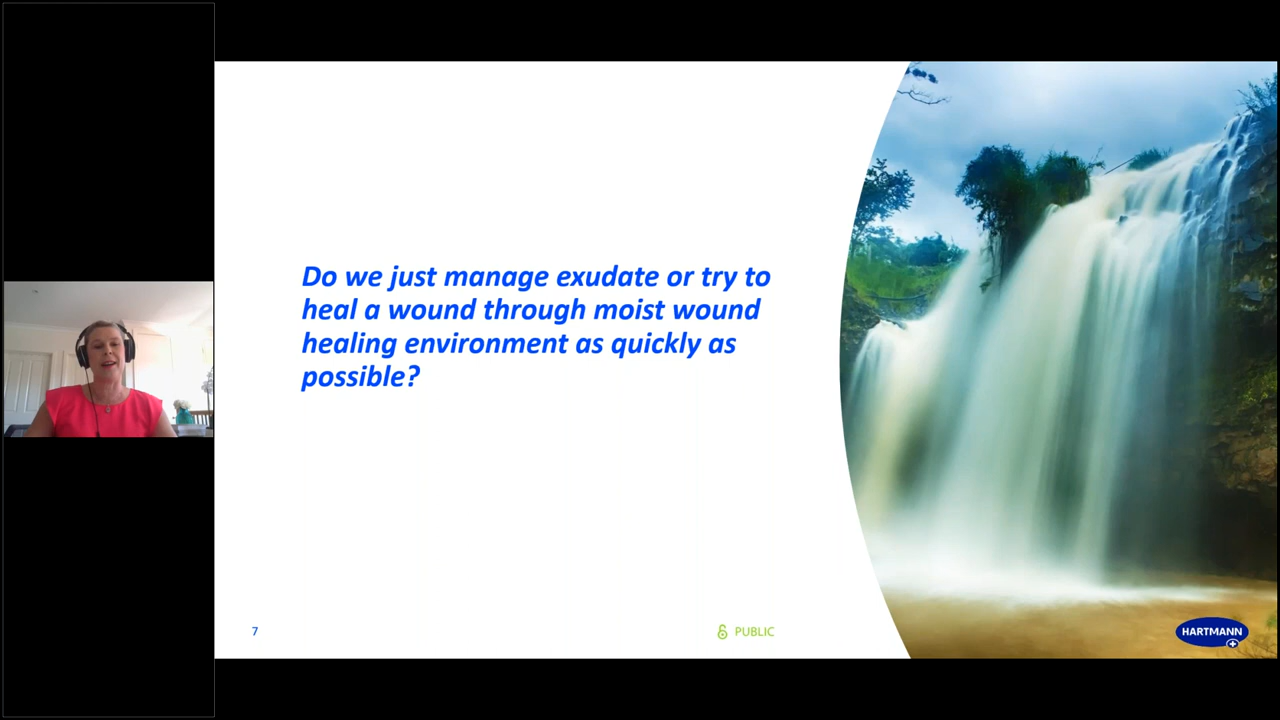 Do we just manage exudate or try to
heal a wound through moist wound
healing environment as quickly as
possible?
7
PUBLIC
HARTMANN